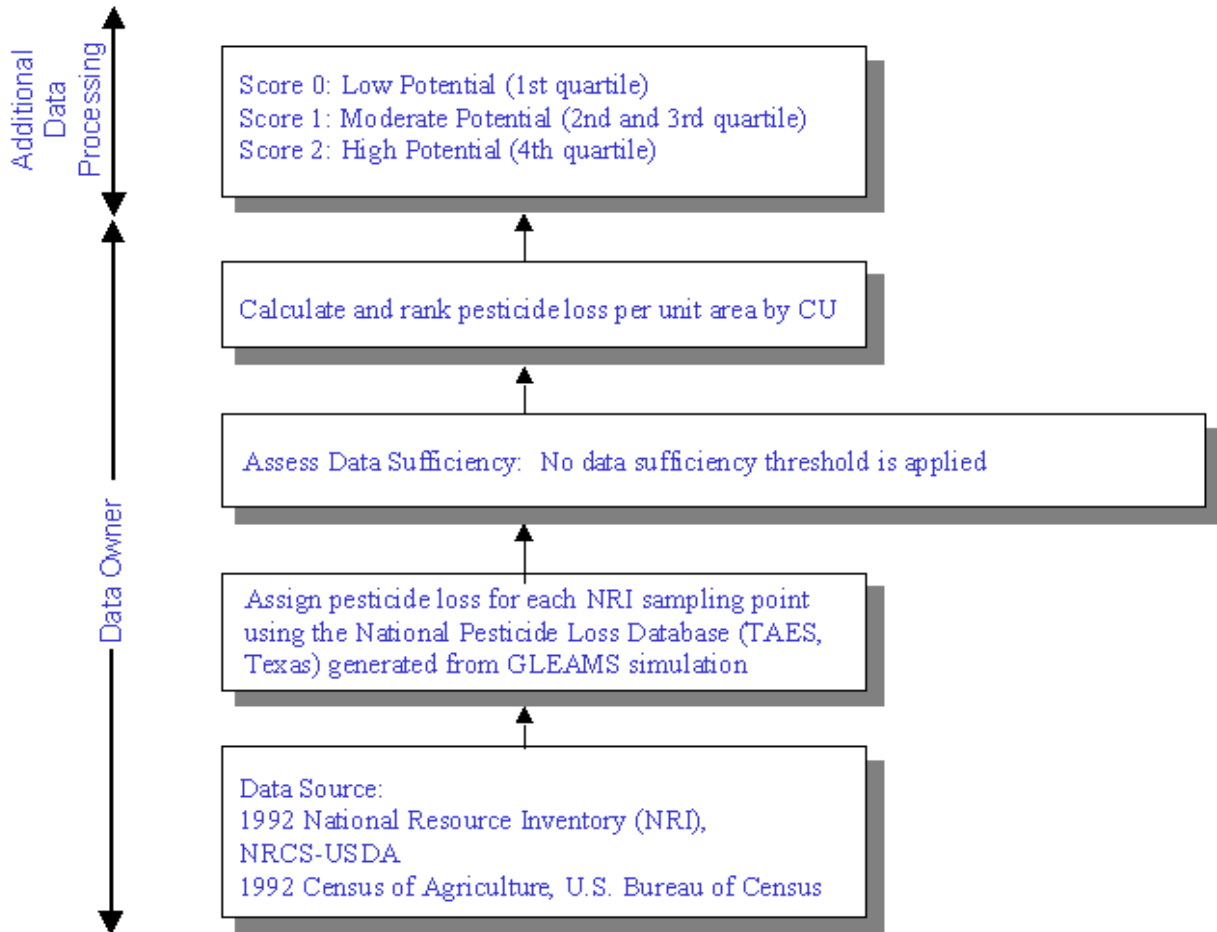 Additional
Data
Processing
Score 0: Low Potential (1st quartile)
Score 1: Moderate Potential (2nd and 3rd quartile)
Score 2: High Potential (4th quartile)
Calculate and rank pesticide loss per unit area by CU
Assess Data Sufficiency: No data sufficiency threshold is applied
Data Owner
Assign pesticide loss for each NRI sampling point
using the National Pesticide Loss Database (TAES,
Texas) generated from GLEAMS simulation
Data Source:
1992 National Resource Inventory (NRI),
NRCS-USDA
1992 Census of Agriculture, U.S. Bureau of Census